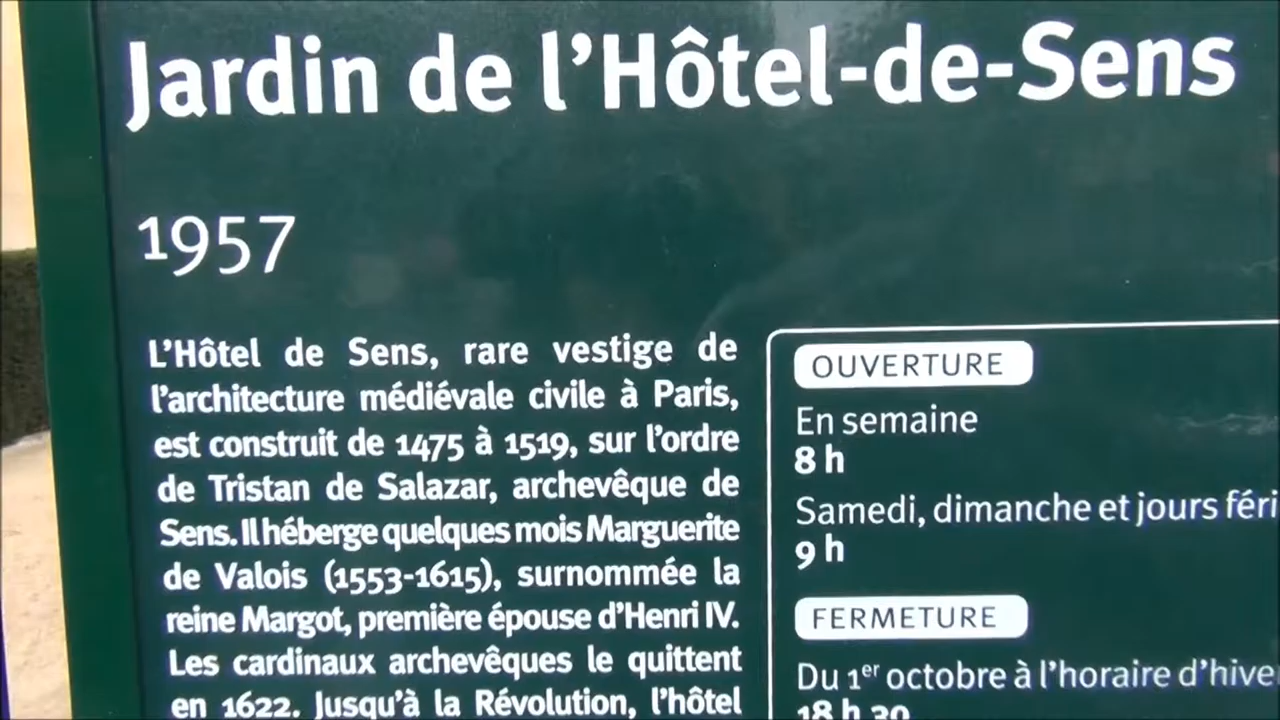 Jardin de l'Hôtel-de-Sens
1957
L'Hôtel de Sens, rare vestige de
l'architecture médiévale civile à Paris,
est construit de 1475 à 1519, sur l'ordre
de Tristan de Salazar, archevêque de
Sens. Il héberge quelques mois Marguerite
de Valois (1553-1615), surnommée la
reine Margot, première épouse d'Henri IV.
Les cardinaux archevêques le quittent
en 1622. Jusqu'à la Révolution, l'hôtel
OUVERTURE
En semaine
8 h
Samedi, dimanche et jours féri
9 h
FERMETURE
Du 1er octobre à l'horaire d'hive
18 h 30